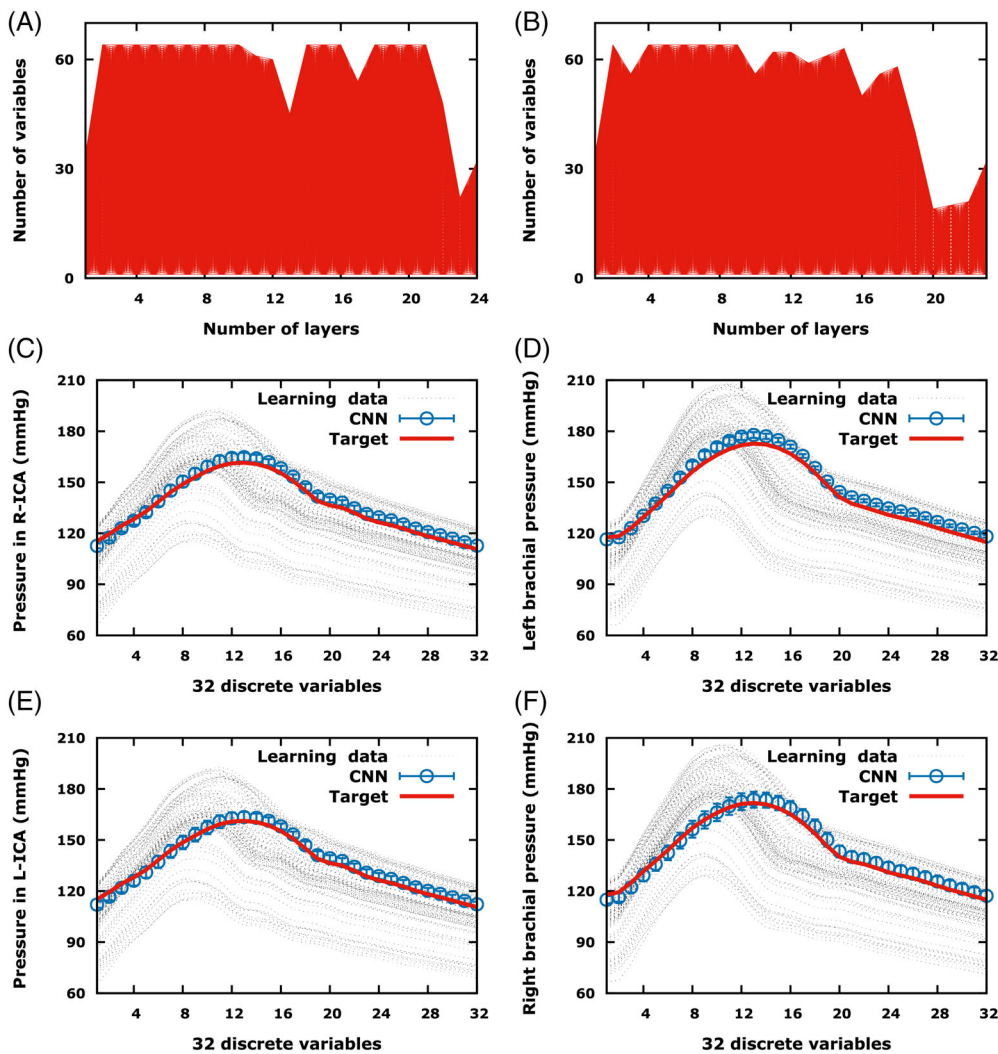 (A)
Number of variables
60
30
0
4
8
12
16
20
24
Number of layers
(B)
Number of variables
60
30
0
4
8
12
16
20
Number of layers
(C)
Pressure in R-ICA (mmHg)
210
180
150
120
90
60
Learning data
CNN
Target
4
8
12
16
20
24
28
32
32 discrete variables
(D)
Left brachial pressure (mmHg)
210
180
150
120
90
60
Learning data
CNN
Target
4
8
12
16
20
24
28
32
32 discrete variables
(E)
Pressure in L-ICA (mmHg)
210
180
150
120
90
60
Learning data
CNN
Target
4
8
12
16
20
24
28
32
32 discrete variables
(F)
Right brachial pressure (mmHg)
210
180
150
120
90
60
Learning data
CNN
Target
4
8
12
16
20
24
28
32
32 discrete variables